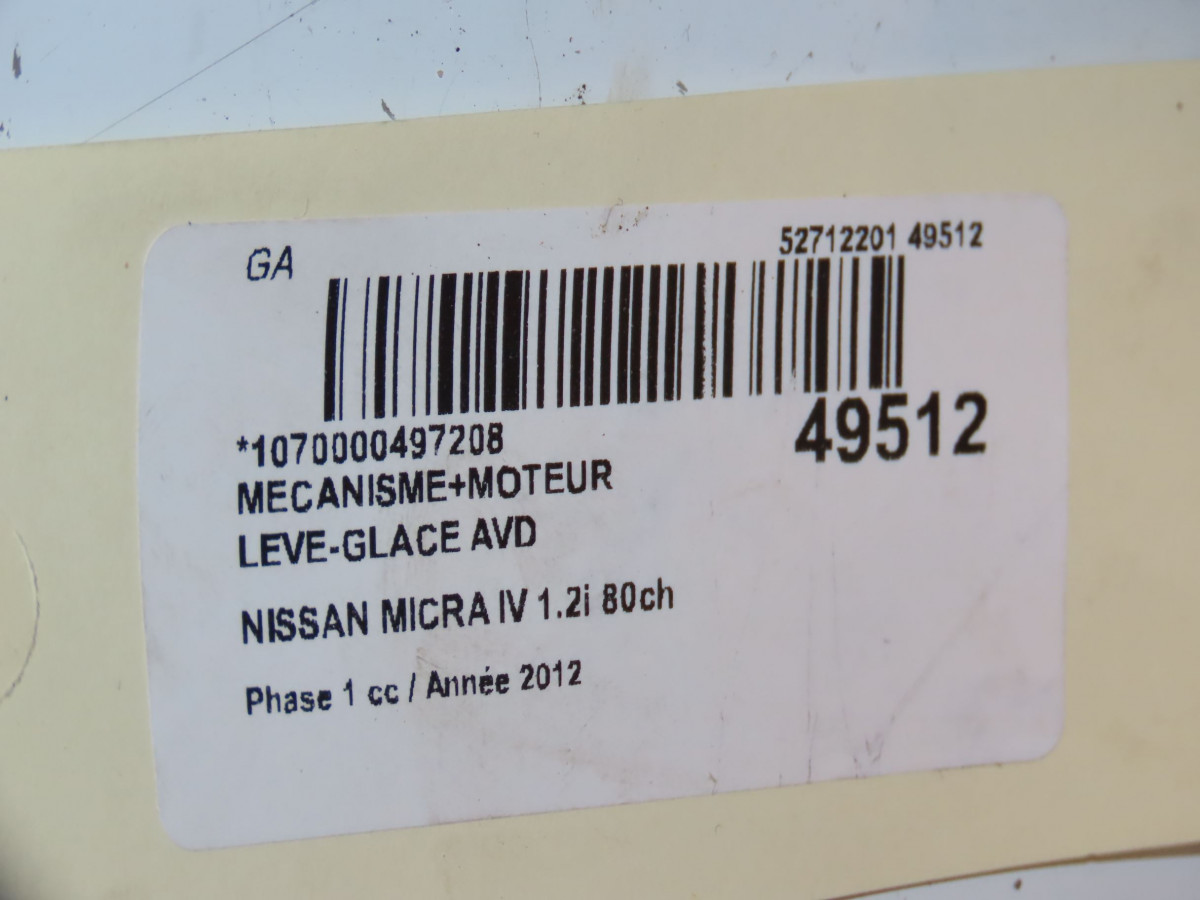 GA
52712201 49512
*1070000497208
49512
MECANISME+MOTEUR
LEVE-GLACE AVD
NISSAN MICRA IV 1.2i 80ch
Phase 1 cc / Année 2012